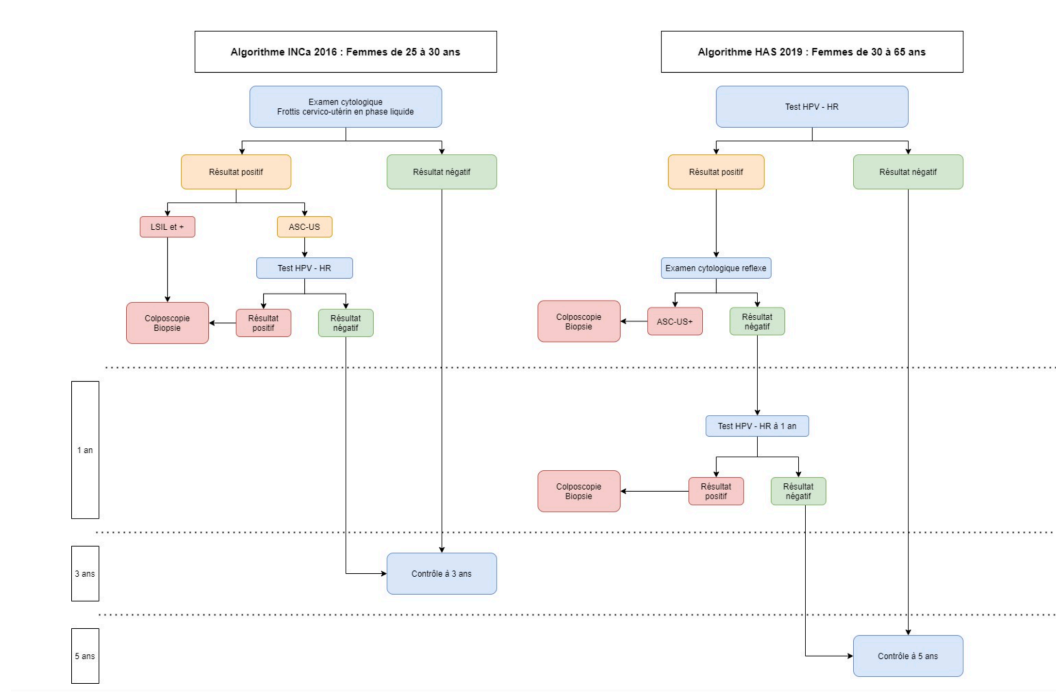 Algorithme INCa 2016 : Femmes de 25 à 30 ans
Examen cytologique
Frottis cervico-utérin en phase liquide
Résultat positif
Résultat négatif
LSIL et +
ASC-US
Test HPV - HR
Colposcopie
Biopsie
Résultat
positif
Résultat
négatif
Algorithme HAS 2019 : Femmes de 30 à 65 ans
Test HPV - HR
Résultat positif
Résultat négatif
Examen cytologique reflexe
Colposcopie
Biopsie
ASC-US+
Résultat
négatif
1 an
Test HPV - HR à 1 an
Colposcopie
Biopsie
Résultat
positif
Résultat
négatif
3 ans
Contrôle à 3 ans
5 ans
Contrôle à 5 ans